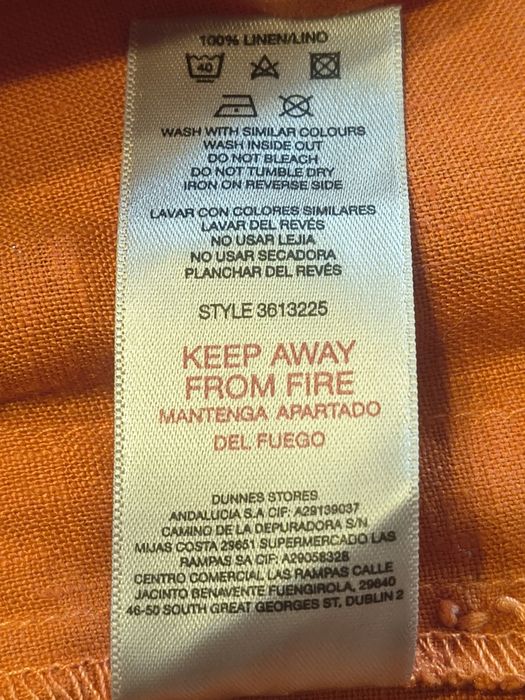 100% LINEN/LINO
40
WASH WITH SIMILAR COLOURS
WASH INSIDE OUT
DO NOT BLEACH
DO NOT TUMBLE DRY
IRON ON REVERSE SIDE
LAVAR CON COLORES SIMILARES
LAVAR DEL REVÉS
NO USAR LEJIA
NO USAR SECADORA
PLANCHAR DEL REVÉS
STYLE 3613225
KEEP AWAY
FROM FIRE
MANTENGA APARTADO
DEL FUEGO
DUNNES STORES
ANDALUCIA S.A CIF: A29139037
CAMINO DE LA DEPURADORA S/N
MIJAS COSTA 29651 SUPERMERCADO LAS
RAMPAS SA CIF: A29058328
CENTRO COMERCIAL LAS RAMPAS CALLE
JACINTO BENAVENTE FUENGIROLA, 29640
46-50 SOUTH GREAT GEORGES ST, DUBLIN 2